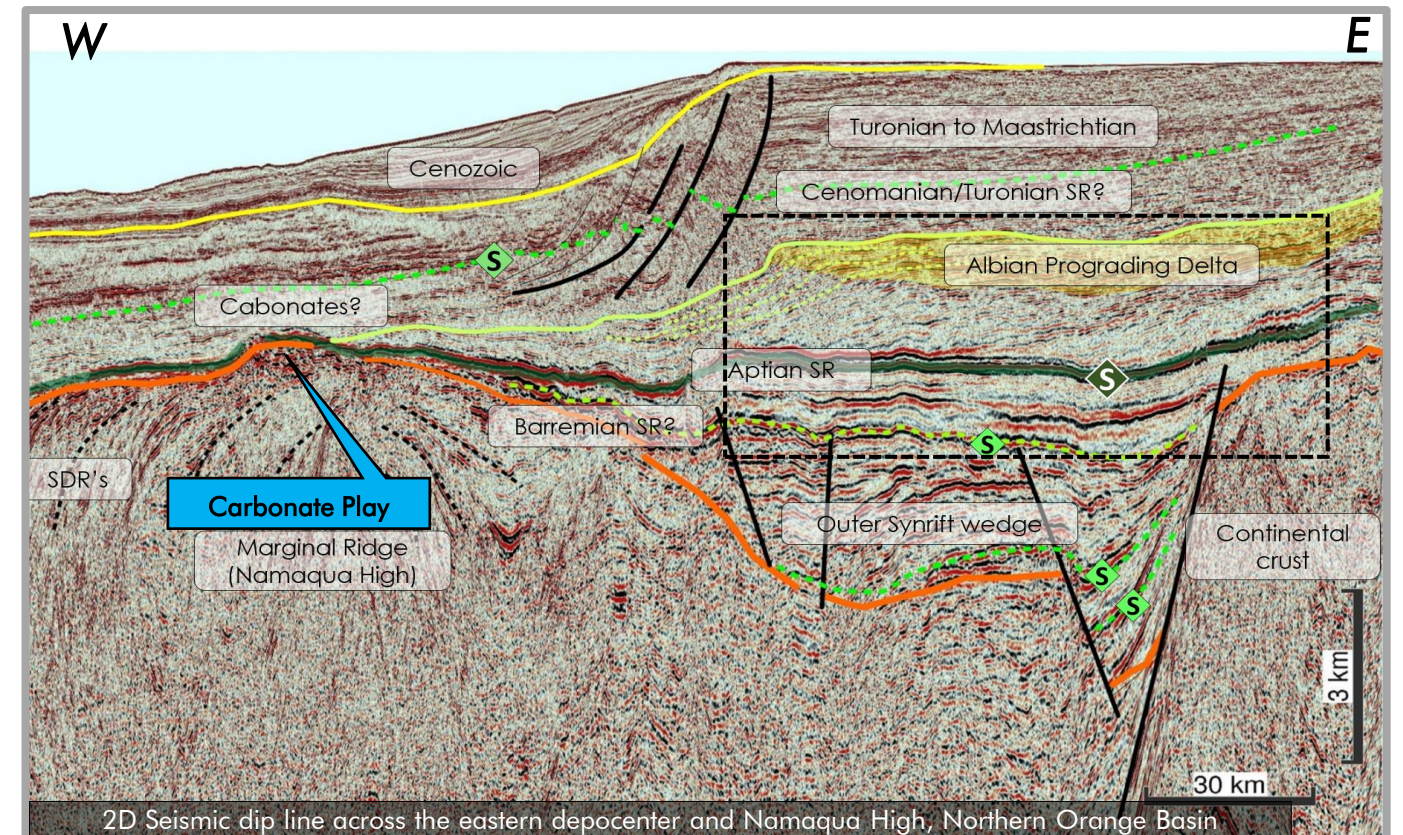 W
E
Turonian to Maastrichtian
Cenozoic
Cenomanian/Turonian SR?
S
Albian Prograding Delta
Cabonates?
Aptian SR
S
Barremian SR?
S
SDR's
Carbonate Play
Outer Synrift wedge
Continental
crust
Marginal Ridge
(Namaqua High)
S
S
3 km
30 km
2D Seismic dip line across the eastern depocenter and Namaqua High, Northern Orange Basin